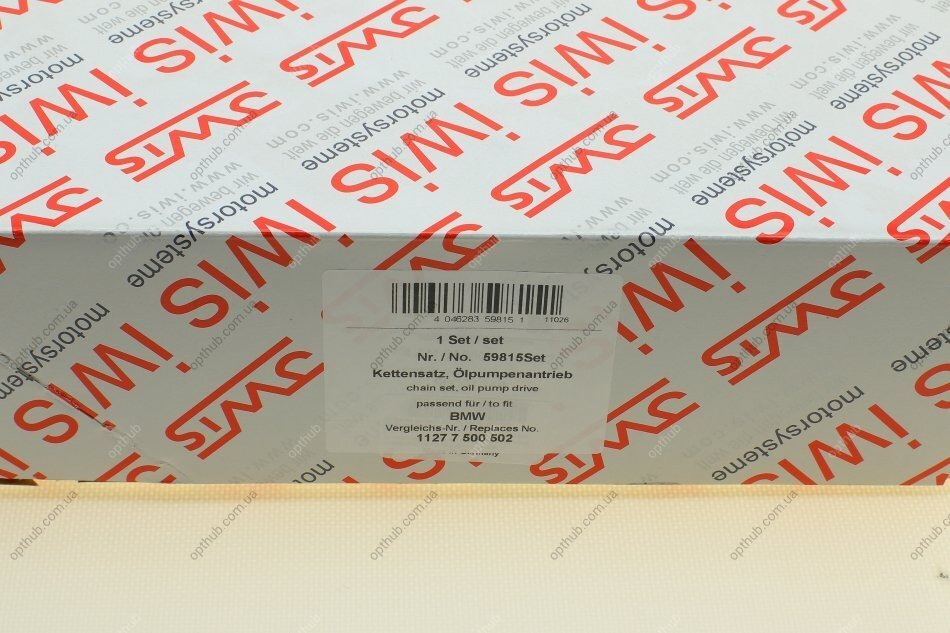 iwis
motorsysteme
wir bewegen die welt
www.iwis.com
4 046283 59815 1 11026
1 Set / set
Nr. / No. 59815Set
Kettensatz, Ölpumpenantrieb
chain set, oil pump drive
passend für / to fit
BMW
Vergleichs-Nr. / Replaces No.
1127 7 500 502
in Germany
opthub.com.ua